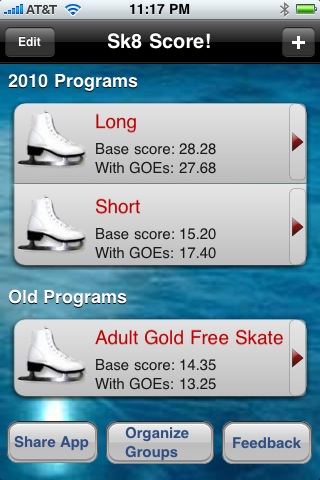 AT&T 11:17 PM
Edit Sk8 Score! +
2010 Programs
Long
Base score: 28.28
With GOEs: 27.68
Short
Base score: 15.20
With GOEs: 17.40
Old Programs
Adult Gold Free Skate
Base score: 14.35
With GOEs: 13.25
Share App
Organize
Groups
Feedback